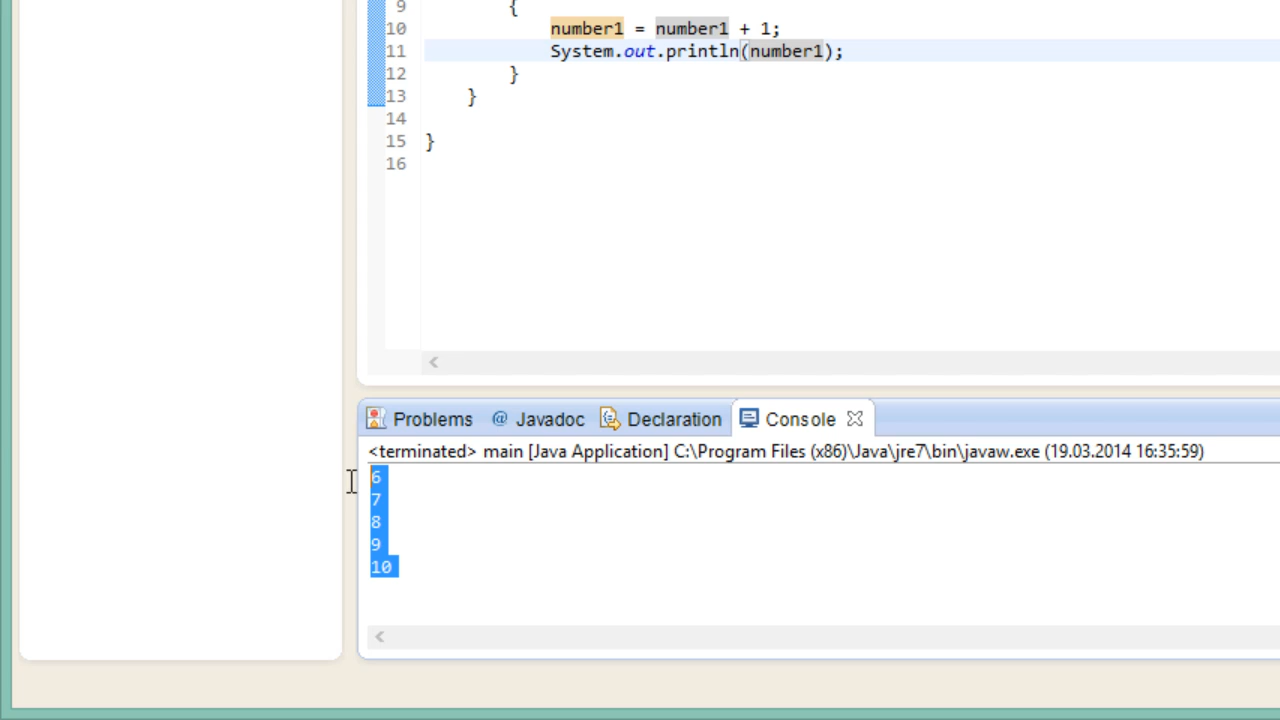 9 {
10 number1 = number1 + 1;
11 System.out.println(number1);
12 }
13 }
14
15 }
16
Problems @ Javadoc Declaration Console
<terminated> main [Java Application] C:\Program Files (x86)\Java\jre7\bin\javaw.exe (19.03.2014 16:35:59)
6
7
8
9
10